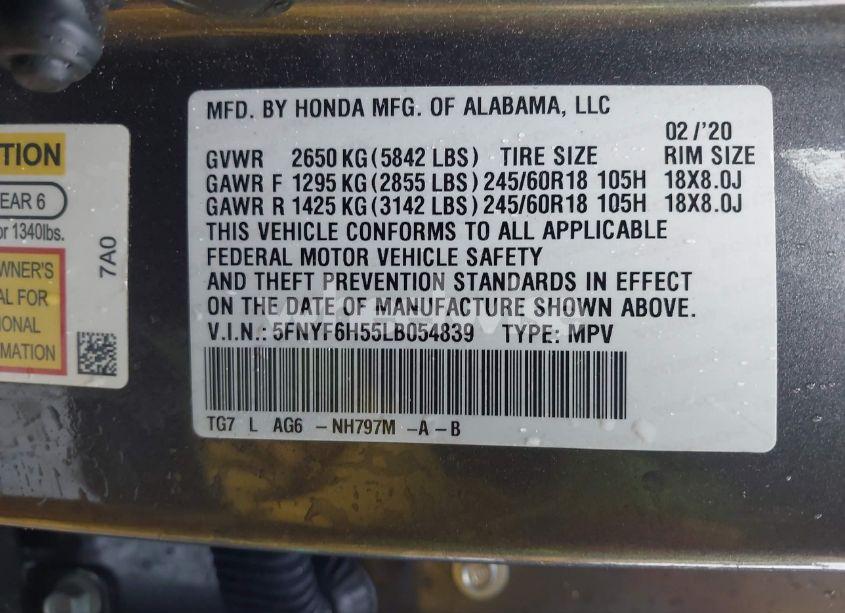 TION
EAR 6
or 1340lbs.
WNER'S
AL FOR
IONAL
RMATION
7A0
MFD. BY HONDA MFG. OF ALABAMA, LLC
02/'20
GVWR 2650 KG (5842 LBS) TIRE SIZE RIM SIZE
GAWR F 1295 KG (2855 LBS) 245/60R18 105H 18X8.0J
GAWR R 1425 KG (3142 LBS) 245/60R18 105H 18X8.0J
THIS VEHICLE CONFORMS TO ALL APPLICABLE
FEDERAL MOTOR VEHICLE SAFETY
AND THEFT PREVENTION STANDARDS IN EFFECT
ON THE DATE OF MANUFACTURE SHOWN ABOVE.
V.I.N.: 5FNYF6H55LB054839 TYPE: MPV
TG7 L AG6 - NH797M - A - B